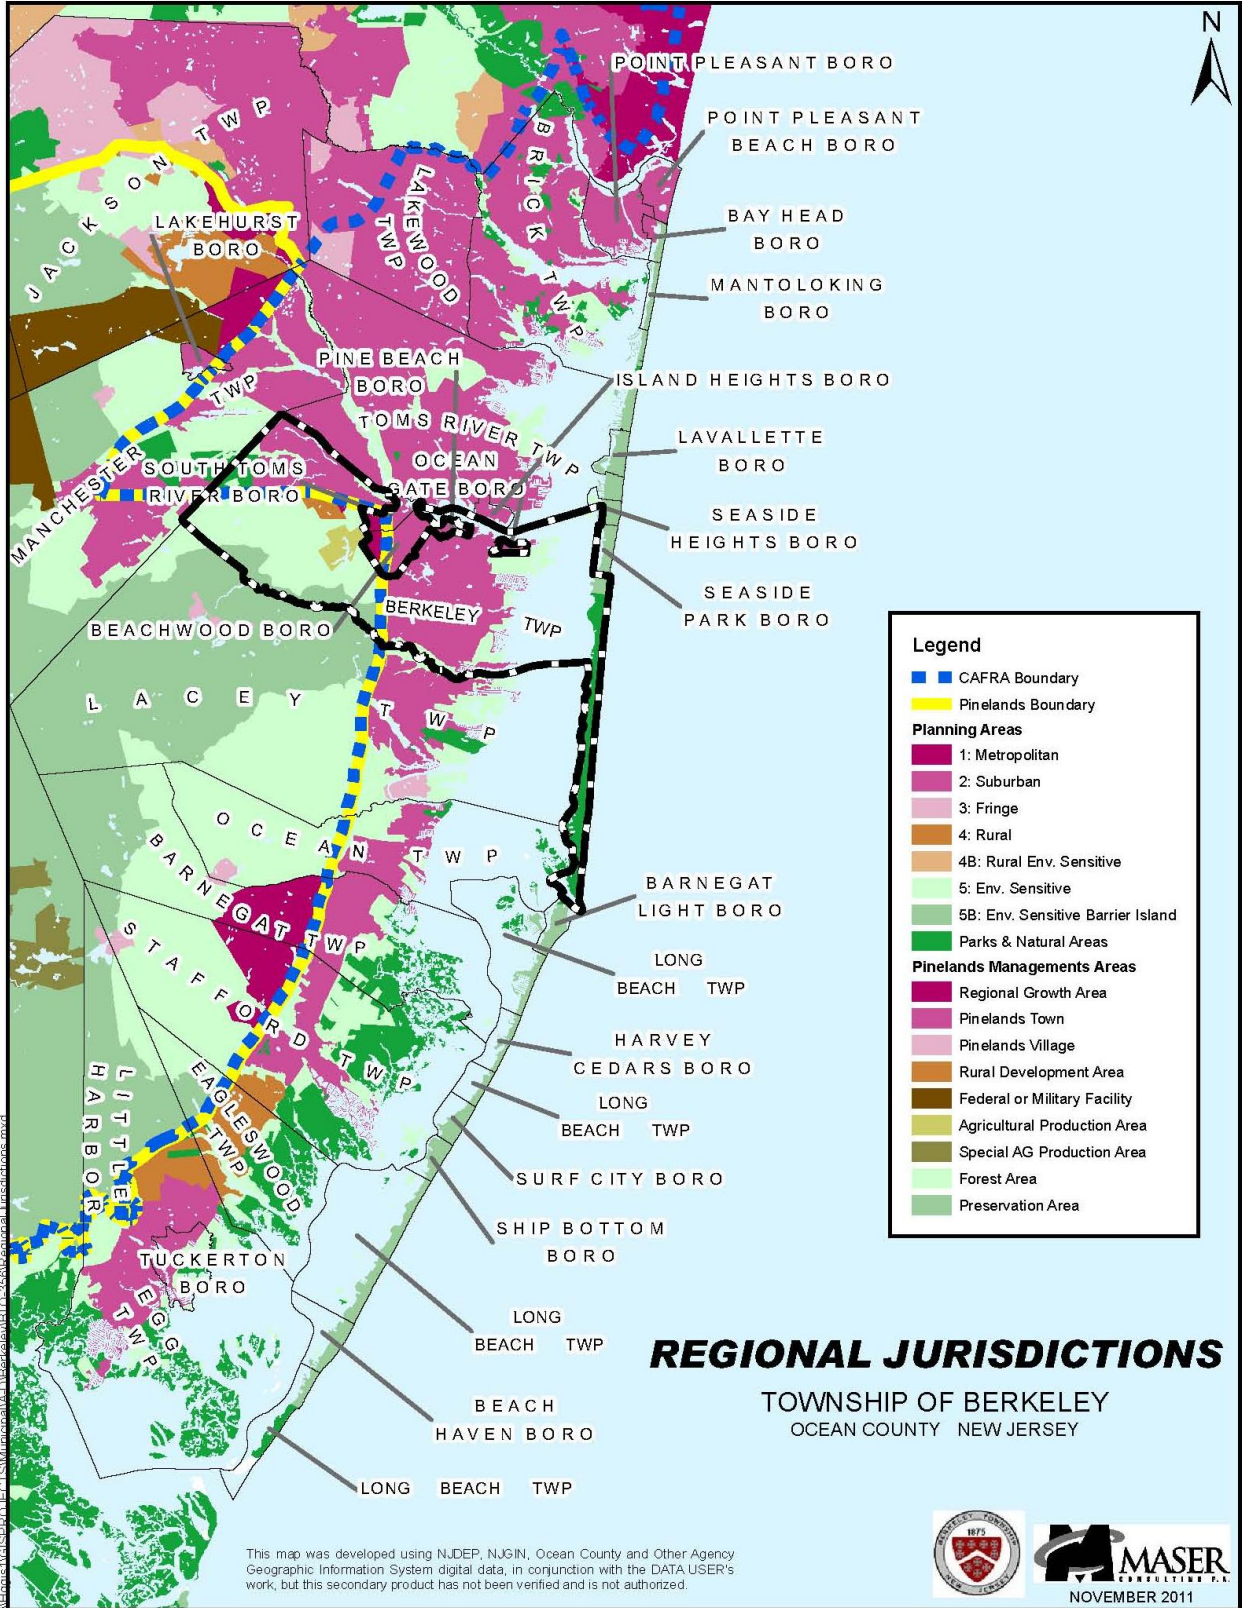 N
POINT PLEASANT BORO
POINT PLEASANT
BEACH BORO
BAY HEAD
BORO
MANTOLOKING
BORO
JACKSON TWP
LAKEHURST
BORO
LAKEWOOD
TWP
BRICK TWP
PINE BEACH
BORO
ISLAND HEIGHTS BORO
MANCHESTER TWP
TOMS RIVER TWP
LAVALLETTE
BORO
SOUTH TOMS
RIVER BORO
OCEAN
GATE BORO
SEASIDE
HEIGHTS BORO
SEASIDE
PARK BORO
BERKELEY TWP
BEACHWOOD BORO
LACEY TWP
OCEAN TWP
BARNEGAT TWP
BARNEGAT
LIGHT BORO
STAFFORD TWP
LONG
BEACH TWP
HARVEY
CEDARS BORO
LONG
BEACH TWP
EAGLESWOOD
TWP
SURF CITY BORO
LITTLE
HARBOR
SHIP BOTTOM
BORO
TUCKERTON
BORO
EGG
TWP
LONG
BEACH TWP
BEACH
HAVEN BORO
LONG BEACH TWP
Legend
CAFRA Boundary
Pinelands Boundary
Planning Areas
1: Metropolitan
2: Suburban
3: Fringe
4: Rural
4B: Rural Env. Sensitive
5: Env. Sensitive
5B: Env. Sensitive Barrier Island
Parks & Natural Areas
Pinelands Managements Areas
Regional Growth Area
Pinelands Town
Pinelands Village
Rural Development Area
Federal or Military Facility
Agricultural Production Area
Special AG Production Area
Forest Area
Preservation Area
REGIONAL JURISDICTIONS
TOWNSHIP OF BERKELEY
OCEAN COUNTY NEW JERSEY
This map was developed using NJDEP, NJGIN, Ocean County and Other Agency
Geographic Information System digital data, in conjunction with the DATA USER's
work, but this secondary product has not been verified and is not authorized.
BERKELEY TOWNSHIP
1875
NEW JERSEY
MASER
CONSULTING P.A.
NOVEMBER 2011